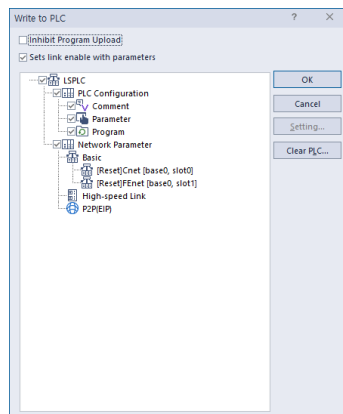 Write to PLC
Inhibit Program Upload
Sets link enable with parameters
LSPLC
PLC Configuration
Comment
Parameter
Program
Network Parameter
Basic
[Reset]Cnet [base0, slot0]
[Reset]FEnet [base0, slot1]
High-speed Link
P2P(EIP)
OK
Cancel
Setting...
Clear PLC...